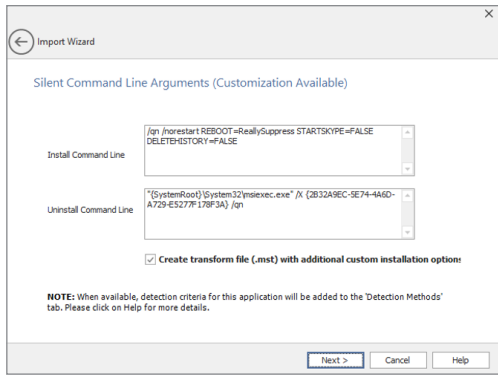 Import Wizard
Silent Command Line Arguments (Customization Available)
/qn /norestart REBOOT=ReallySuppress STARTSKYPE=FALSE
DELETEHISTORY=FALSE
Install Command Line
"{SystemRoot}\System32\msiexec.exe" /X {2B32A9EC-5E74-4A6D-
A729-E5277F178F3A} /qn
Uninstall Command Line
Create transform file (.mst) with additional custom installation options
NOTE: When available, detection criteria for this application will be added to the 'Detection Methods'
tab. Please click on Help for more details.
Next > Cancel Help